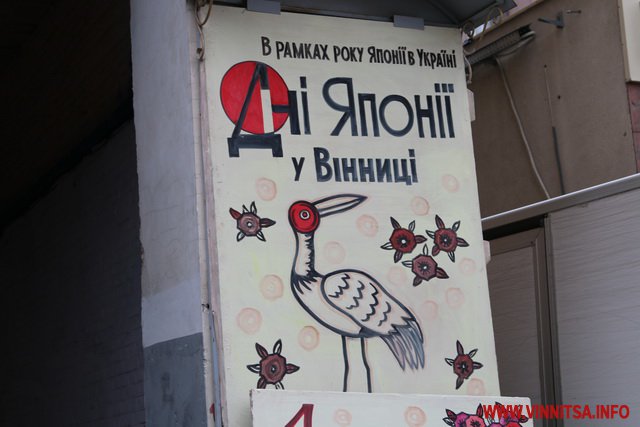 В рамках року Японії в Україні
Дні Японії
у Вінниці
WWW.VINNITSA.INFO